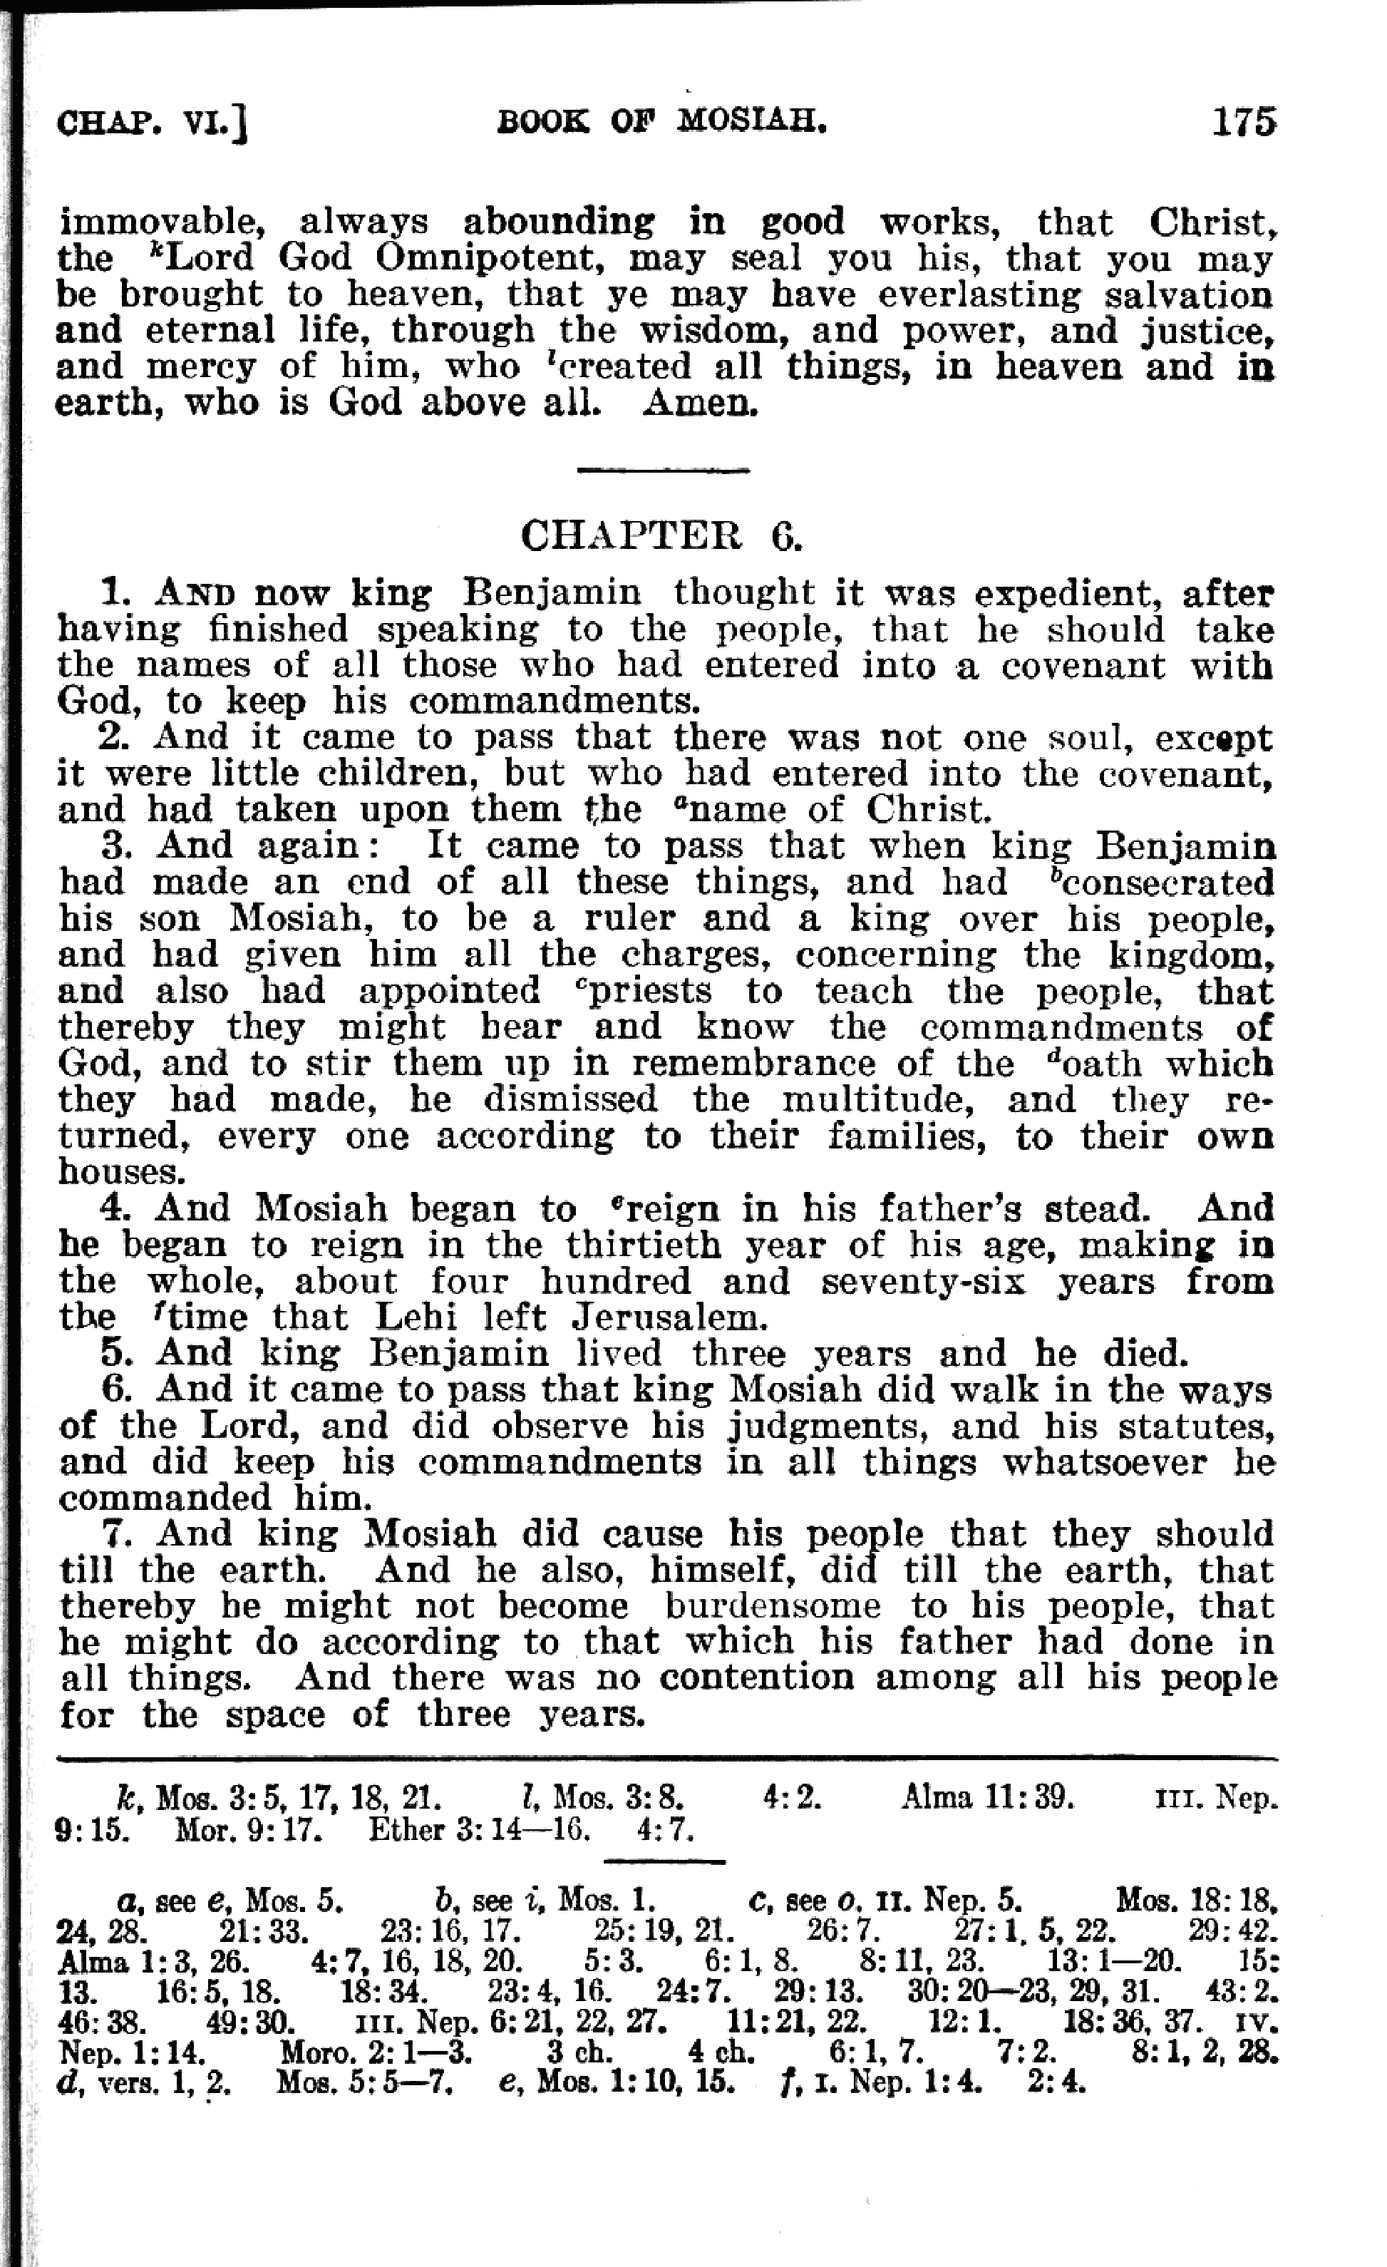 CHAP. VI.] BOOK OF MOSIAH. 175
immovable, always abounding in good works, that Christ,
the kLord God Omnipotent, may seal you his, that you may
be brought to heaven, that ye may have everlasting salvation
and eternal life, through the wisdom, and power, and justice,
and mercy of him, who lcreated all things, in heaven and in
earth, who is God above all. Amen.
CHAPTER 6.
1. AND now king Benjamin thought it was expedient, after
having finished speaking to the people, that he should take
the names of all those who had entered into a covenant with
God, to keep his commandments.
2. And it came to pass that there was not one soul, except
it were little children, but who had entered into the covenant,
and had taken upon them the aname of Christ.
3. And again: It came to pass that when king Benjamin
had made an end of all these things, and had bconsecrated
his son Mosiah, to be a ruler and a king over his people,
and had given him all the charges, concerning the kingdom,
and also had appointed cpriests to teach the people, that
thereby they might hear and know the commandments of
God, and to stir them up in remembrance of the doath which
they had made, he dismissed the multitude, and they re-
turned, every one according to their families, to their own
houses.
4. And Mosiah began to ereign in his father's stead. And
he began to reign in the thirtieth year of his age, making in
the whole, about four hundred and seventy-six years from
the ftime that Lehi left Jerusalem.
5. And king Benjamin lived three years and he died.
6. And it came to pass that king Mosiah did walk in the ways
of the Lord, and did observe his judgments, and his statutes,
and did keep his commandments in all things whatsoever he
commanded him.
7. And king Mosiah did cause his people that they should
till the earth. And he also, himself, did till the earth, that
thereby he might not become burdensome to his people, that
he might do according to that which his father had done in
all things. And there was no contention among all his people
for the space of three years.
k, Mos. 3: 5, 17, 18, 21. l, Mos. 3: 8. 4: 2. Alma 11: 39. III. Nep.
9: 15. Mor. 9: 17. Ether 3: 14—16. 4: 7.
a, see e, Mos. 5. b, see i, Mos. 1. c, see o, II. Nep. 5. Mos. 18: 18,
24, 28. 21: 33. 23: 16, 17. 25: 19, 21. 26: 7. 27: 1, 5, 22. 29: 42.
Alma 1: 3, 26. 4: 7, 16, 18, 20. 5: 3. 6: 1, 8. 8: 11, 23. 13: 1—20. 15:
13. 16: 5, 18. 18: 34. 23: 4, 16. 24: 7. 29: 13. 30: 20—23, 29, 31. 43: 2.
46: 38. 49: 30. III. Nep. 6: 21, 22, 27. 11: 21, 22. 12: 1. 18: 36, 37. IV.
Nep. 1: 14. Moro. 2: 1—3. 3 ch. 4 ch. 6: 1, 7. 7: 2. 8: 1, 2, 28.
d, vers. 1, 2. Mos. 5: 5—7. e, Mos. 1: 10, 15. f, I. Nep. 1: 4. 2: 4.